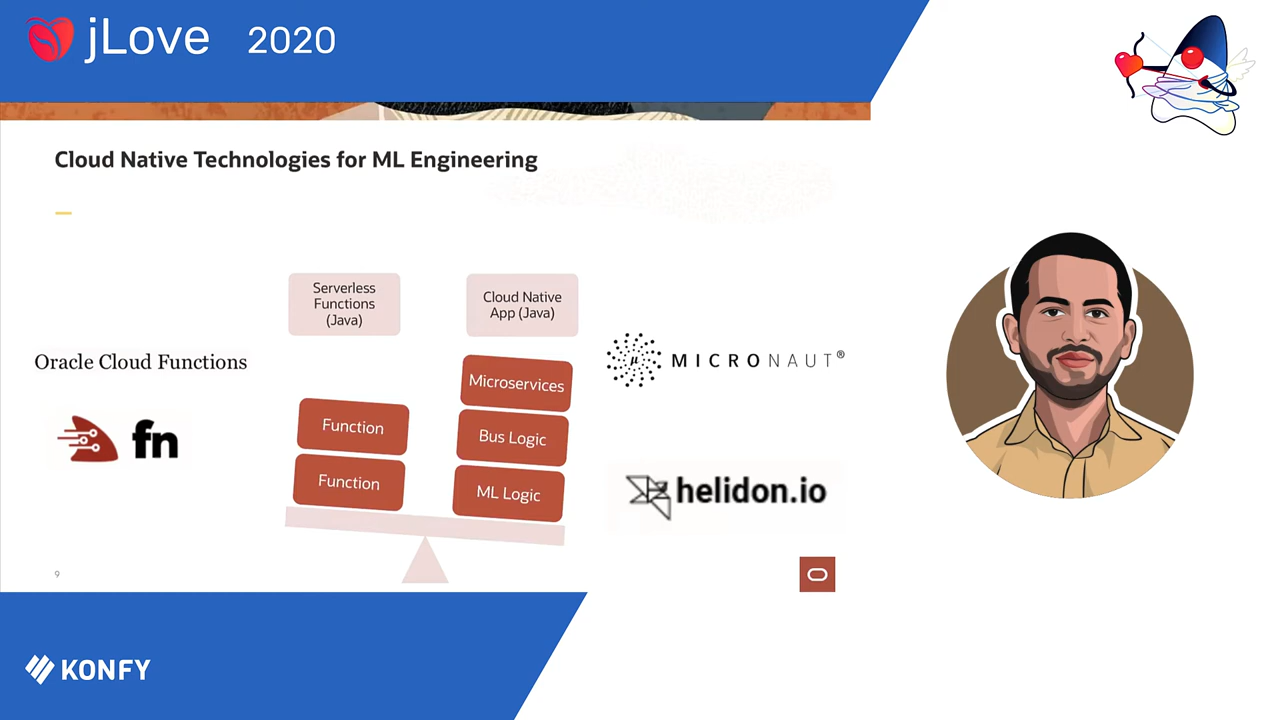 jLove 2020
Cloud Native Technologies for ML Engineering
Serverless
Functions
(Java)
Cloud Native
App (Java)
Oracle Cloud Functions
fn
Function
Function
Microservices
Bus Logic
ML Logic
μ
MICRONAUT®
helidon.io
9
KONFY